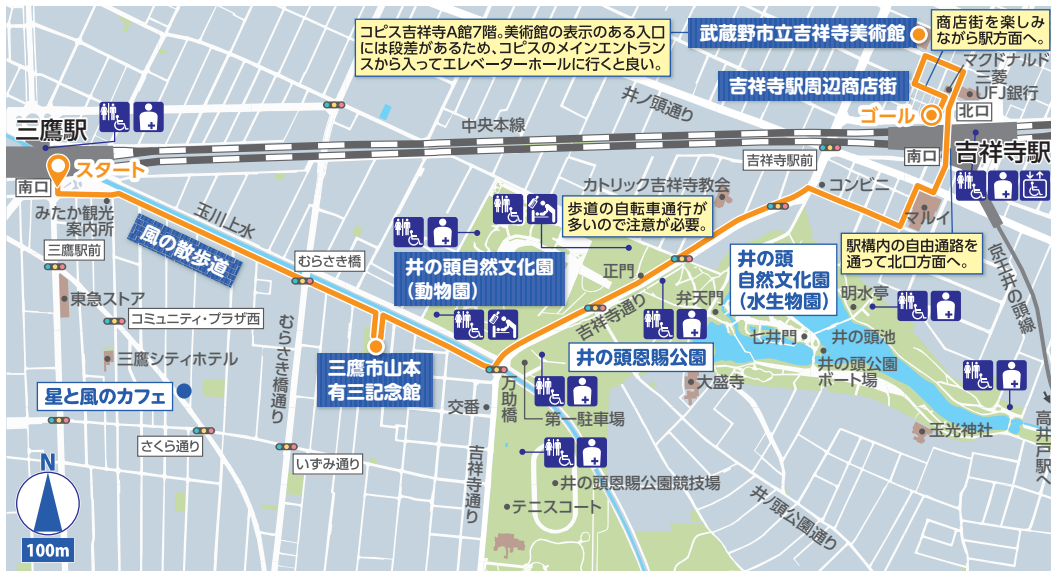 コピス吉祥寺A館7階。美術館の表示のある入口
には段差があるため、コピスのメインエントラン
スから入ってエレベーターホールに行くと良い。
武蔵野市立吉祥寺美術館
商店街を楽しみ
ながら駅方面へ。
マクドナルド
三菱
UFJ銀行
吉祥寺駅周辺商店街
ゴール
北口
井ノ頭通り
中央本線
三鷹駅
スタート
南口
吉祥寺駅前
南口
吉祥寺駅
みたか観光
案内所
玉川上水
カトリック吉祥寺教会
コンビニ
マルイ
歩道の自転車通行が
多いので注意が必要。
駅構内の自由通路を
通って北口方面へ。
京王井の頭線
三鷹駅前
風の散歩道
むらさき橋
井の頭自然文化園
(動物園)
正門
井の頭
自然文化園
(水生物園)
東急ストア
コミュニティ・プラザ西
吉祥寺通り
弁天門
明水亭
七井門
井の頭池
三鷹シティホテル
むらさき橋通り
三鷹市山本
有三記念館
井の頭恩賜公園
井の頭公園
ボート場
大盛寺
星と風のカフェ
万助橋
交番
第一駐車場
玉光神社
高井戸駅へ
さくら通り
いずみ通り
吉祥寺通り
井の頭恩賜公園競技場
テニスコート
井ノ頭公園通り
N
100m